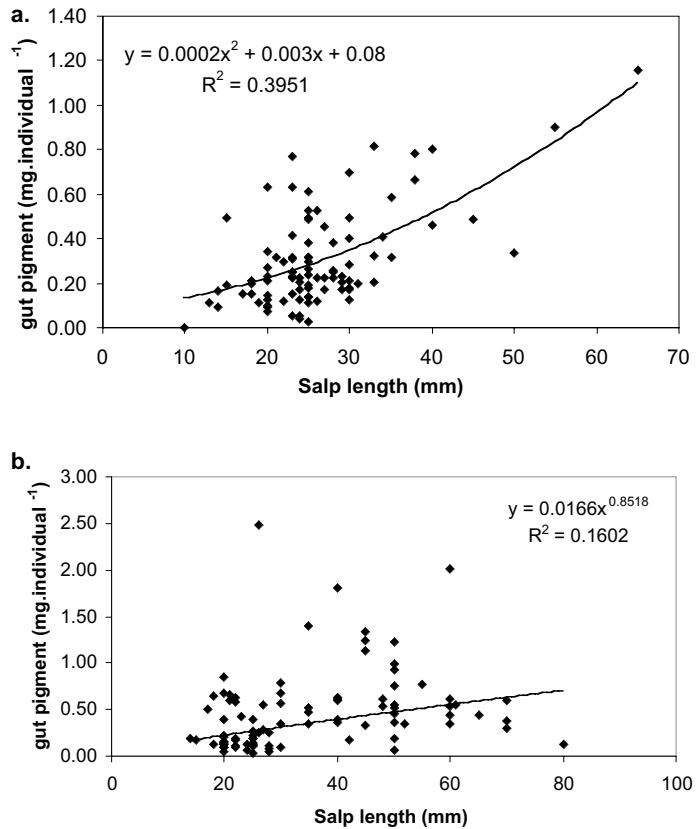 a.
gut pigment (mg.individual ⁻¹)
1.40
1.20
1.00
0.80
0.60
0.40
0.20
0.00
y = 0.0002x² + 0.003x + 0.08
R² = 0.3951
0 10 20 30 40 50 60 70
Salp length (mm)
b.
gut pigment (mg.individual ⁻¹)
3.00
2.50
2.00
1.50
1.00
0.50
0.00
y = 0.0166x⁰·⁸⁵¹⁸
R² = 0.1602
0 20 40 60 80 100
Salp length (mm)